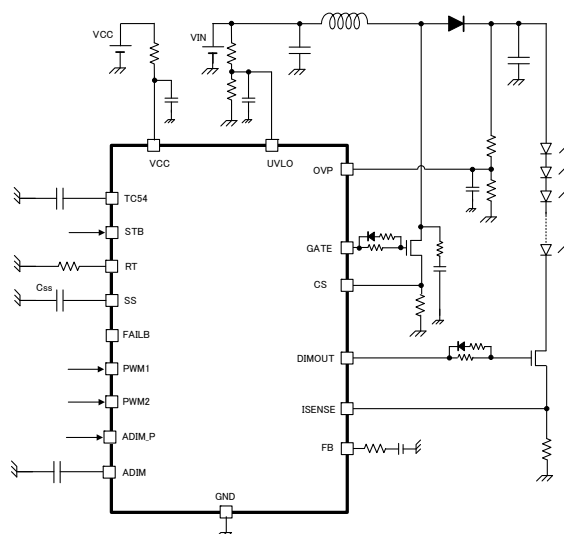 VCC
VIN
VCC
UVLO
OVP
TC54
STB
GATE
RT
CS
Css
SS
FAILB
DIMOUT
PWM1
PWM2
ISENSE
ADIM_P
FB
ADIM
GND